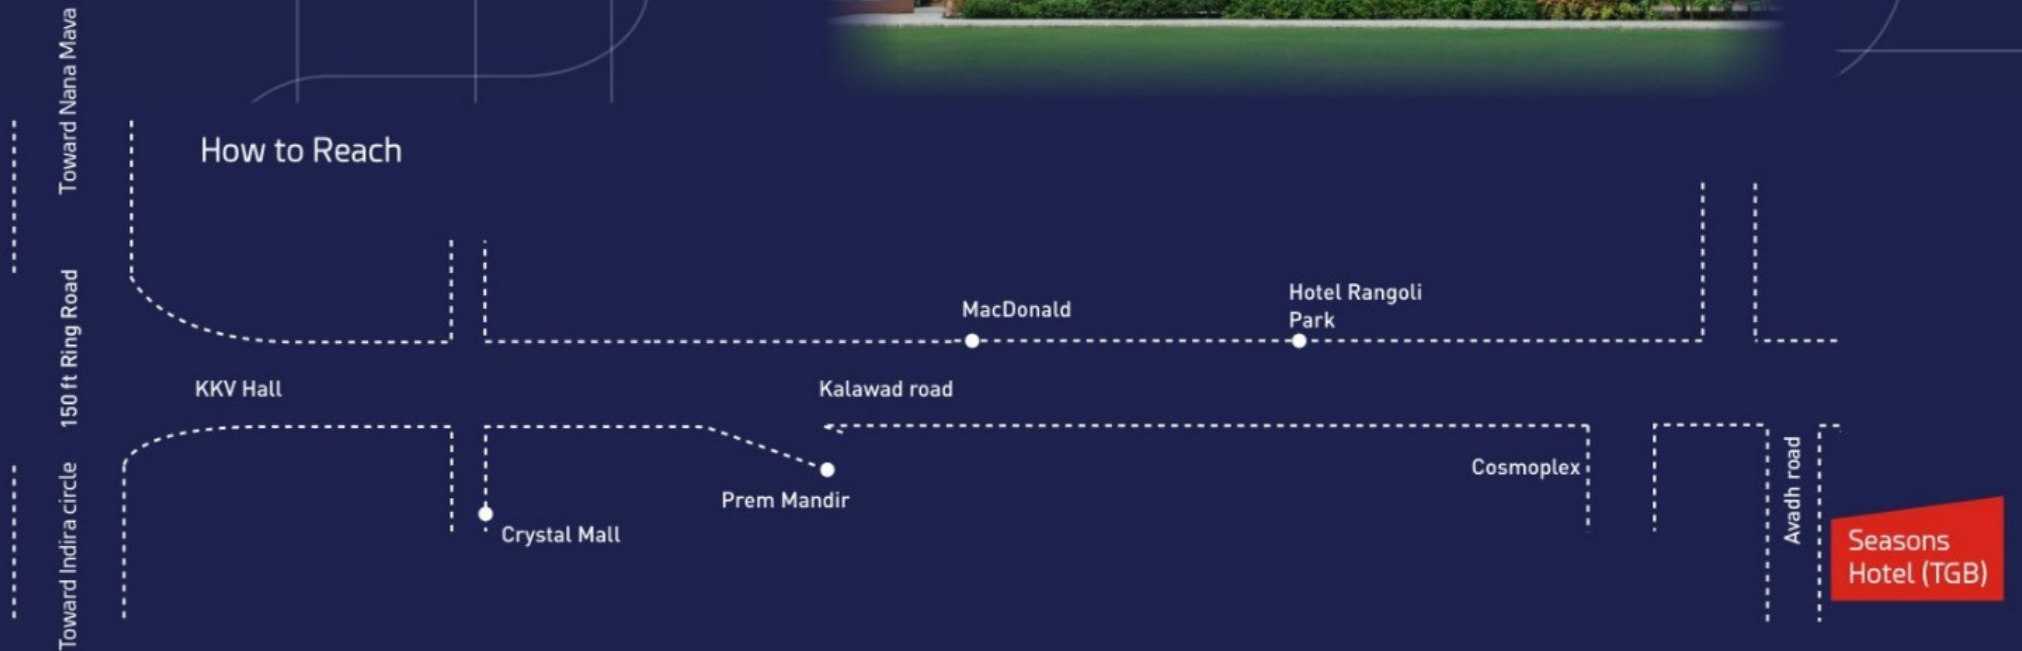 Toward Nana Mava
How to Reach
150 ft Ring Road
Hotel Rangoli
Park
MacDonald
KKV Hall
Kalawad road
Toward Indira circle
Cosmoplex
Avadh road
Prem Mandir
Crystal Mall
Seasons
Hotel (TGB)